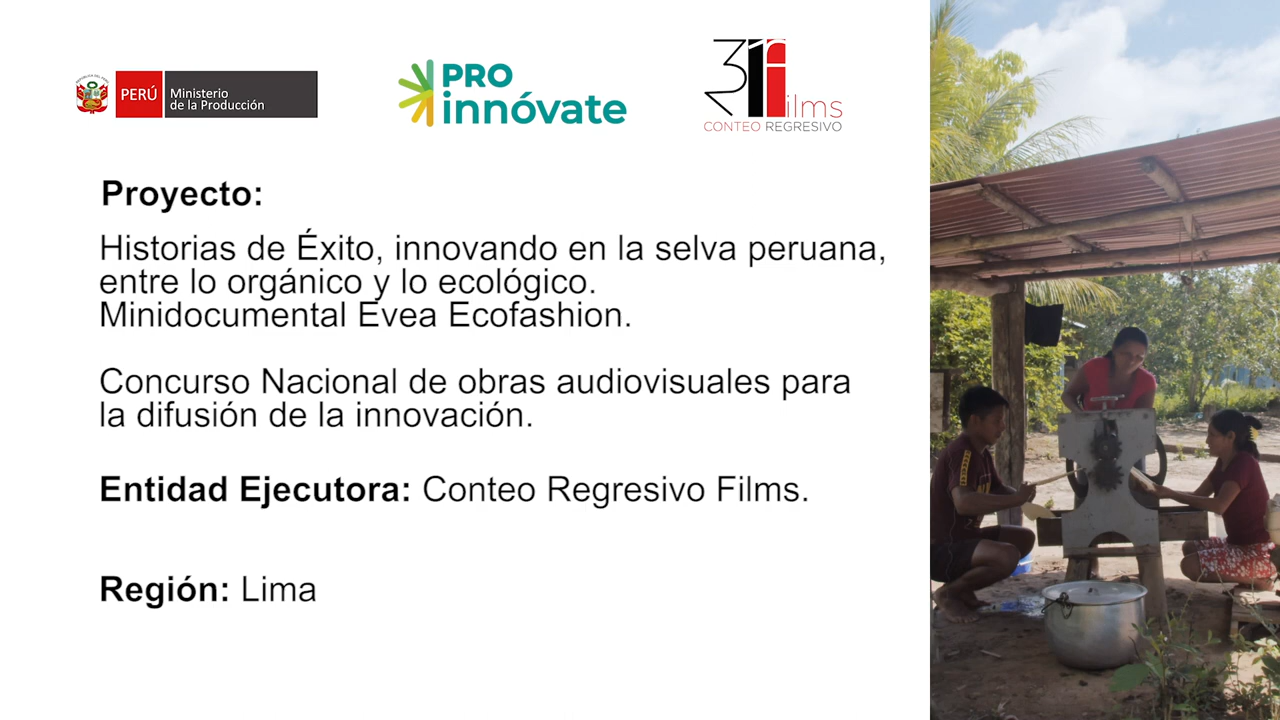 PERÚ
Ministerio
de la Producción
PRO
innóvate
31 films
CONTEO REGRESIVO
Proyecto:
Historias de Éxito, innovando en la selva peruana,
entre lo orgánico y lo ecológico.
Minidocumental Evea Ecofashion.
Concurso Nacional de obras audiovisuales para
la difusión de la innovación.
Entidad Ejecutora: Conteo Regresivo Films.
Región: Lima